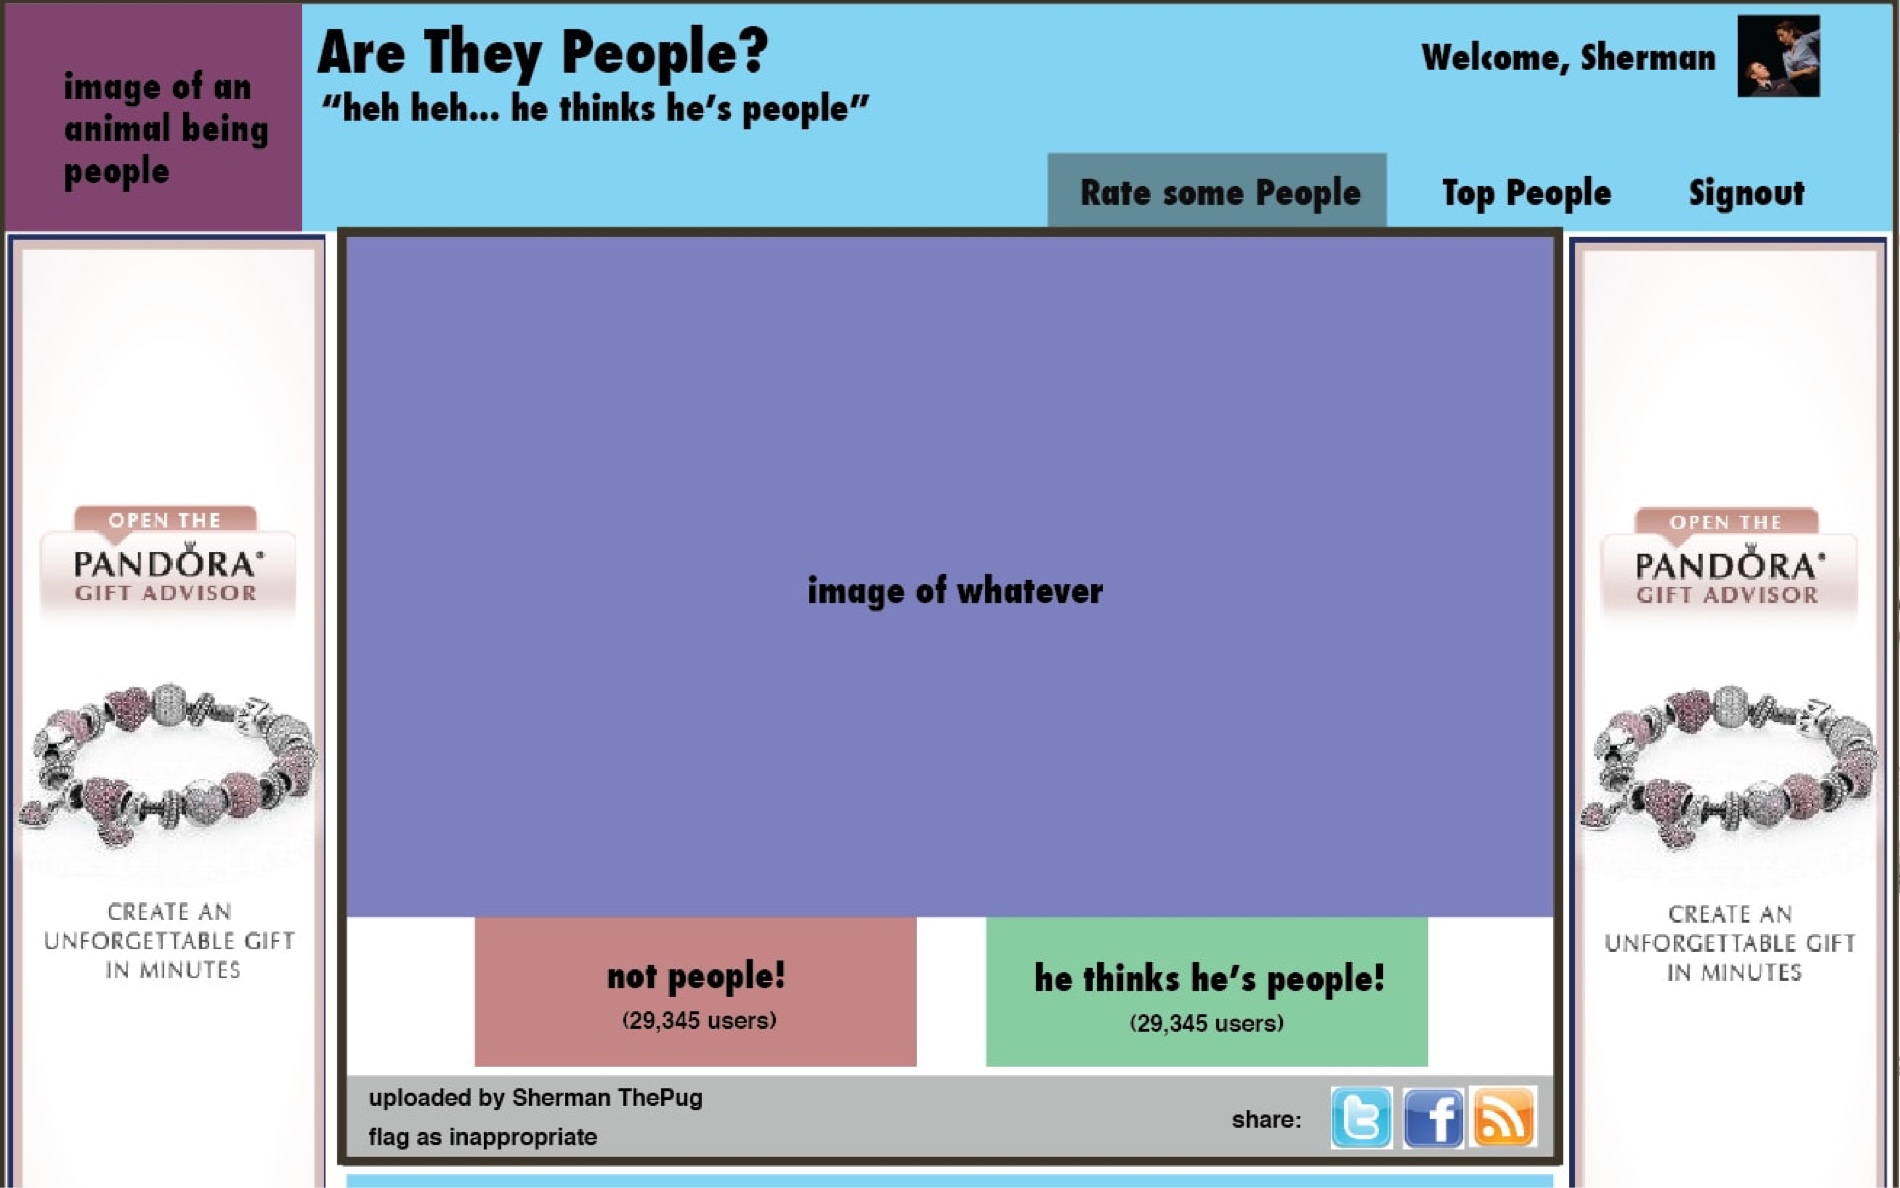 image of an
animal being
people
Are They People?
“heh heh... he thinks he’s people”
Welcome, Sherman
Rate some People
Top People
Signout
OPEN THE
PANDORA®
GIFT ADVISOR
CREATE AN
UNFORGETTABLE GIFT
IN MINUTES
image of whatever
not people!
(29,345 users)
he thinks he’s people!
(29,345 users)
uploaded by Sherman ThePug
flag as inappropriate
share:
OPEN THE
PANDORA®
GIFT ADVISOR
CREATE AN
UNFORGETTABLE GIFT
IN MINUTES